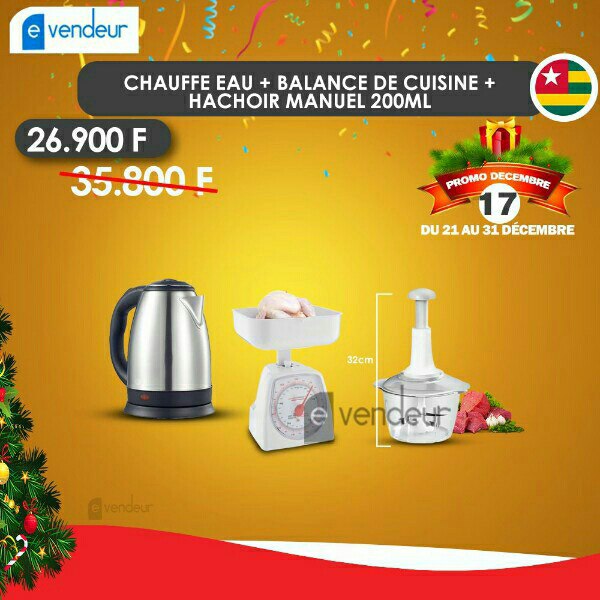 e vendeur
CHAUFFE EAU + BALANCE DE CUISINE +
HACHOIR MANUEL 200ML
26.900 F
35.800 F
PROMO DECEMBRE
17
DU 21 AU 31 DÉCEMBRE
32cm
e vendeur
e vendeur